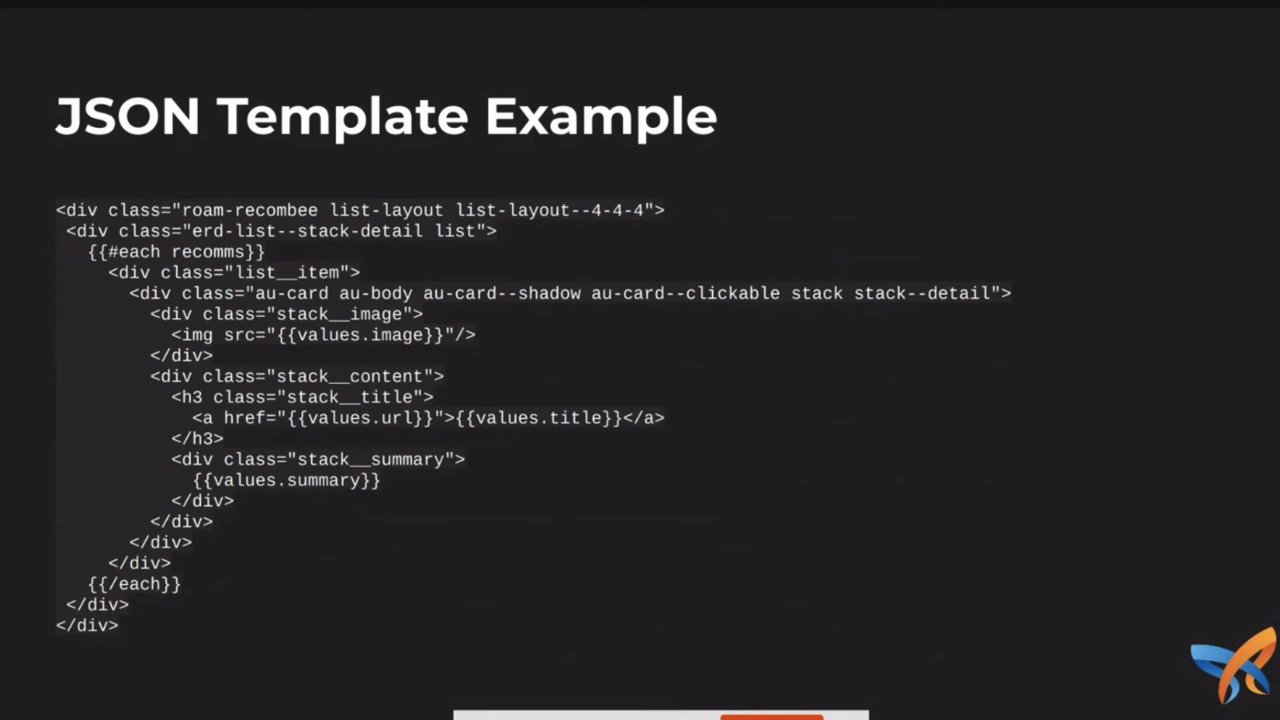 JSON Template Example
<div class="roam-recombee list-layout list-layout--4-4-4">
<div class="erd-list--stack-detail list">
{{#each recomms}}
<div class="list__item">
<div class="au-card au-body au-card--shadow au-card--clickable stack stack--detail">
<div class="stack__image">
<img src="{{values.image}}"/>
</div>
<div class="stack__content">
<h3 class="stack__title">
<a href="{{values.url}}">{{values.title}}</a>
</h3>
<div class="stack__summary">
{{values.summary}}
</div>
</div>
</div>
</div>
{{/each}}
</div>
</div>